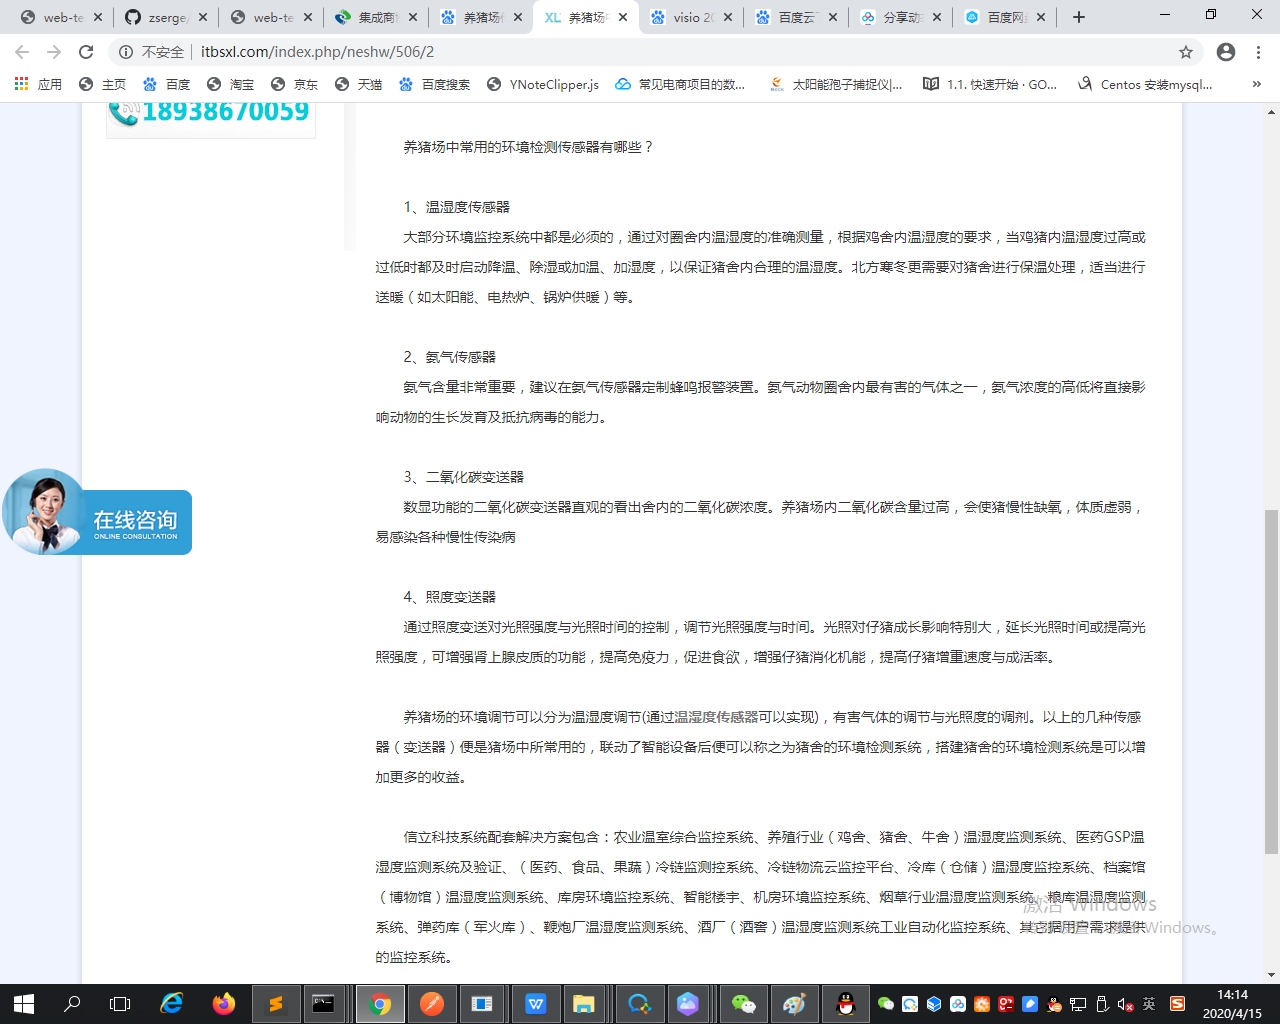 web-te
zserge/
web-te
集成商
养猪场
XL 养猪场
visio 20
百度云
分享动
百度网
不安全 itbsxl.com/index.php/neshw/506/2
应用 主页 百度 淘宝 京东 天猫 百度搜索 YNoteClipper.js 常见电商项目的数... 太阳能孢子捕捉仪|... 1.1. 快速开始 · GO... Centos 安装mysql... »
18938670059
养猪场中常用的环境检测传感器有哪些？
1、温湿度传感器
大部分环境监控系统中都是必须的，通过对圈舍内温湿度的准确测量，根据鸡舍内温湿度的要求，当鸡猪内温湿度过高或
过低时都及时启动降温、除湿或加温、加湿度，以保证猪舍内合理的温湿度。北方寒冬更需要对猪舍进行保温处理，适当进行
送暖（如太阳能、电热炉、锅炉供暖）等。
2、氨气传感器
氨气含量非常重要，建议在氨气传感器定制蜂鸣报警装置。氨气动物圈舍内最有害的气体之一，氨气浓度的高低将直接影
响动物的生长发育及抵抗病毒的能力。
3、二氧化碳变送器
数显功能的二氧化碳变送器直观的看出舍内的二氧化碳浓度。养猪场内二氧化碳含量过高，会使猪慢性缺氧，体质虚弱，
易感染各种慢性传染病
在线咨询
ONLINE CONSULTATION
4、照度变送器
通过照度变送对光照强度与光照时间的控制，调节光照强度与时间。光照对仔猪成长影响特别大，延长光照时间或提高光
照强度，可增强肾上腺皮质的功能，提高免疫力，促进食欲，增强仔猪消化机能，提高仔猪增重速度与成活率。
养猪场的环境调节可以分为温湿度调节(通过温湿度传感器可以实现)，有害气体的调节与光照度的调剂。以上的几种传感
器（变送器）便是猪场中所常用的，联动了智能设备后便可以称之为猪舍的环境检测系统，搭建猪舍的环境检测系统是可以增
加更多的收益。
信立科技系统配套解决方案包含：农业温室综合监控系统、养殖行业（鸡舍、猪舍、牛舍）温湿度监测系统、医药GSP温
湿度监测系统及验证、（医药、食品、果蔬）冷链监测控系统、冷链物流云监控平台、冷库（仓储）温湿度监控系统、档案馆
（博物馆）温湿度监测系统、库房环境监控系统、智能楼宇、机房环境监控系统、烟草行业温湿度监测系统、粮库温湿度监测
系统、弹药库（军火库）、鞭炮厂温湿度监测系统、酒厂（酒窖）温湿度监测系统工业自动化监控系统、其它拥用户需求提供
的监控系统。
激活 Windows
Windows。
英
14:14
2020/4/15